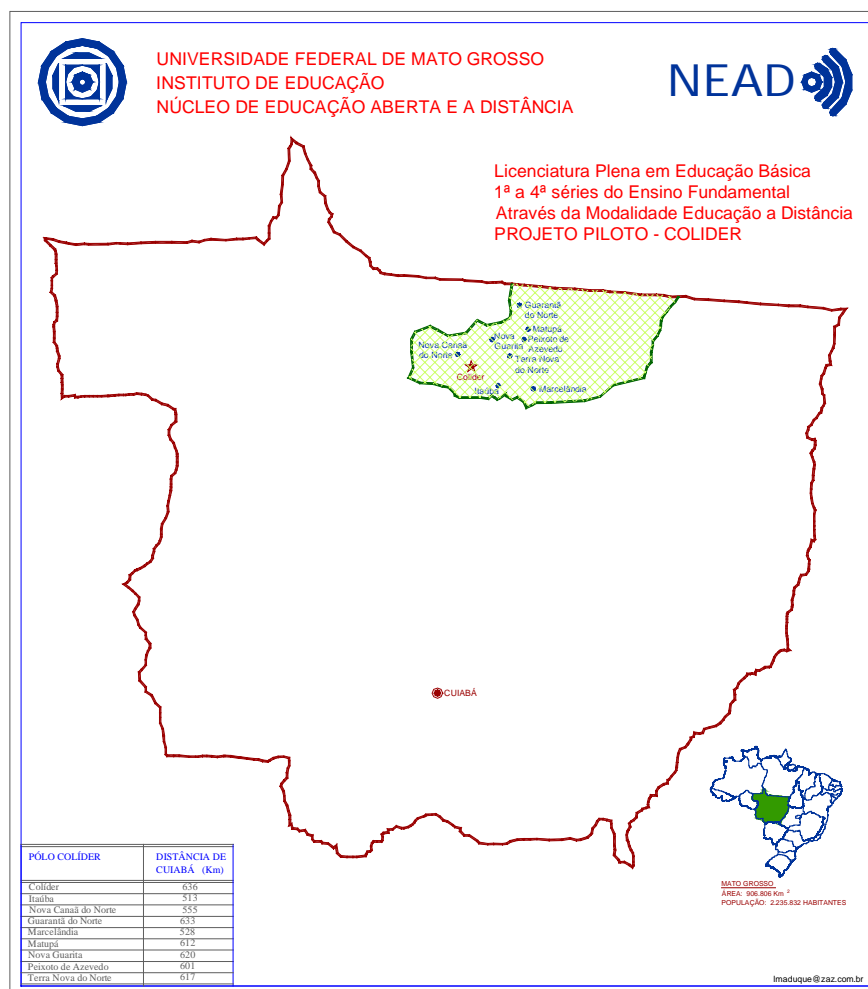 UNIVERSIDADE FEDERAL DE MATO GROSSO
INSTITUTO DE EDUCAÇÃO
NÚCLEO DE EDUCAÇÃO ABERTA E A DISTÂNCIA
NEAD
Licenciatura Plena em Educação Básica
1ª a 4ª séries do Ensino Fundamental
Através da Modalidade Educação a Distância
PROJETO PILOTO - COLIDER
Guarantã
do Norte
Matupá
Nova
Guarita
Peixoto de
Azevedo
Nova Canaã
do Norte
Terra Nova
do Norte
Colíder
Itaúba
Marcelândia
CUIABÁ
MATO GROSSO
ÁREA: 906.806 Km ²
POPULAÇÃO: 2.235.832 HABITANTES
PÓLO COLÍDER DISTÂNCIA DE
CUIABÁ (Km)
Colíder 636
Itaúba 513
Nova Canaã do Norte 555
Guarantã do Norte 633
Marcelândia 528
Matupá 612
Nova Guarita 620
Peixoto de Azevedo 601
Terra Nova do Norte 617
lmaduque@zaz.com.br